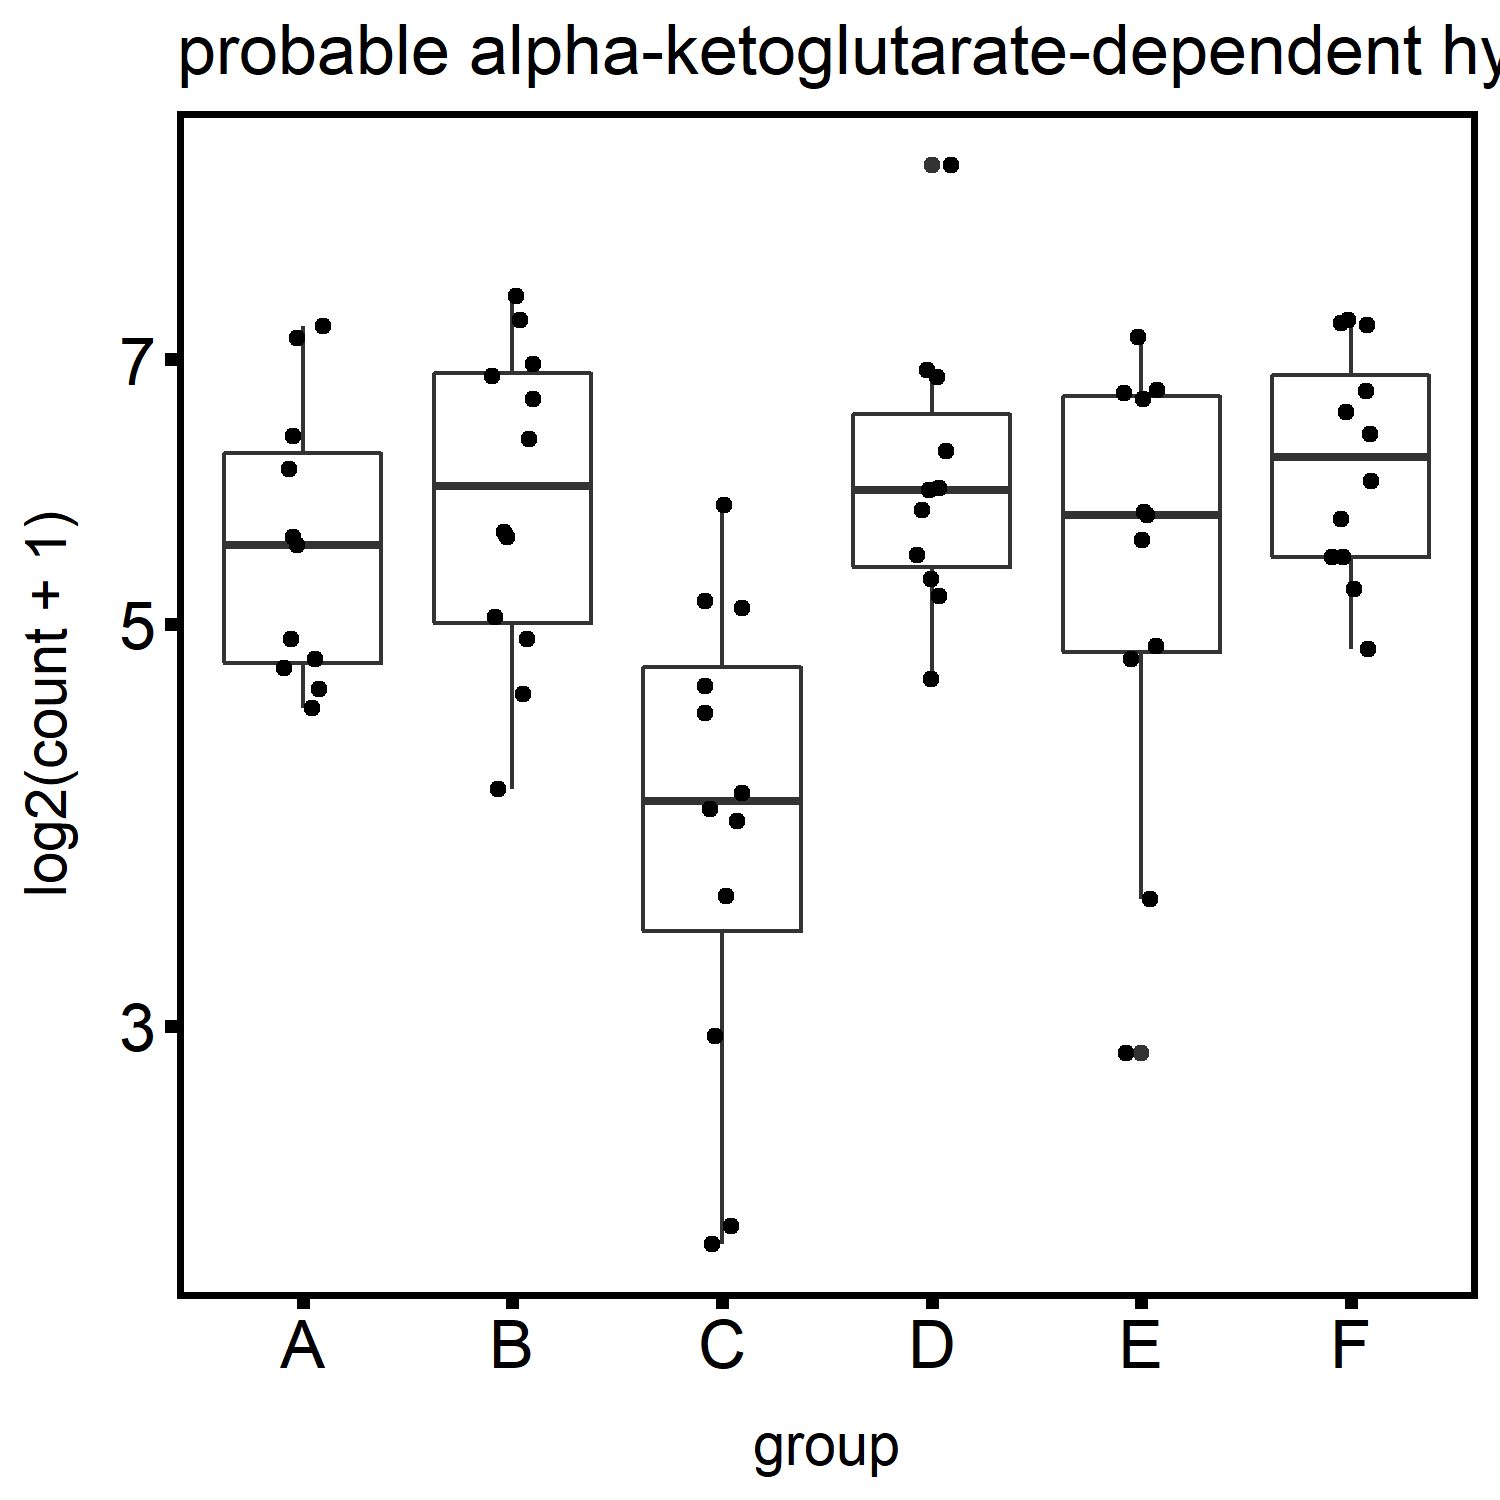 probable alpha-ketoglutarate-dependent hy
7
5
3
log2(count + 1)
A B C D E F
group